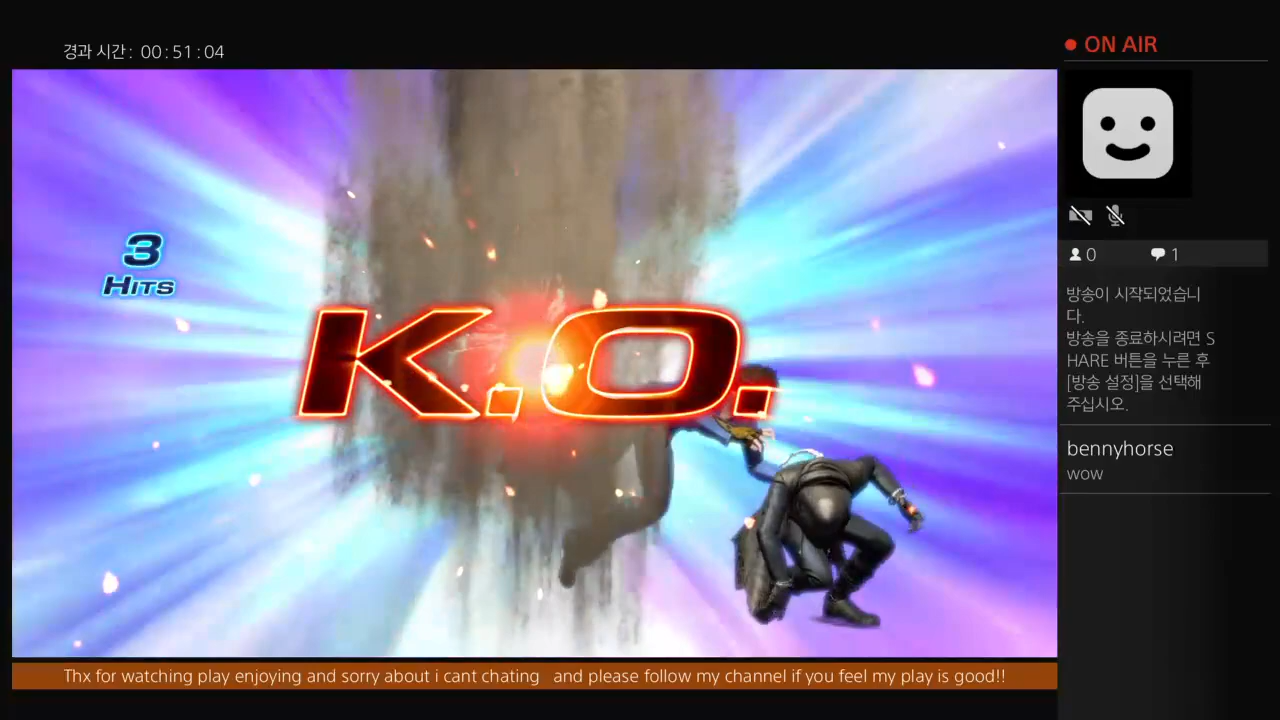 경과 시간: 00:51:04
ON AIR
3
HITS
K.O.
0
1
방송이 시작되었습니
다.
방송을 종료하시려면 S
HARE 버튼을 누른 후
[방송 설정]을 선택해
주십시오.
bennyhorse
wow
Thx for watching play enjoying and sorry about i cant chating   and please follow my channel if you feel my play is good!!